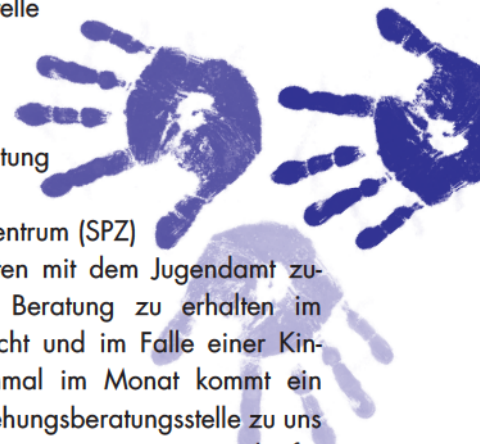 elle
tung
entrum (SPZ)
ten mit dem Jugendamt zu-
Beratung zu erhalten im
cht und im Falle einer Kin-
mal im Monat kommt ein
ehungsberatungsstelle zu uns